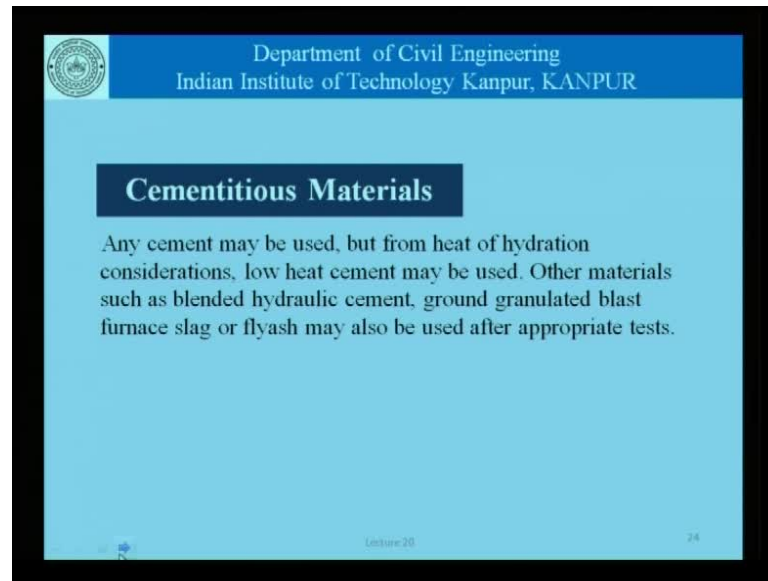 Department of Civil Engineering
Indian Institute of Technology Kanpur, KANPUR
Cementitious Materials
Any cement may be used, but from heat of hydration
considerations, low heat cement may be used. Other materials
such as blended hydraulic cement, ground granulated blast
furnace slag or flyash may also be used after appropriate tests.
Lecture 20
24